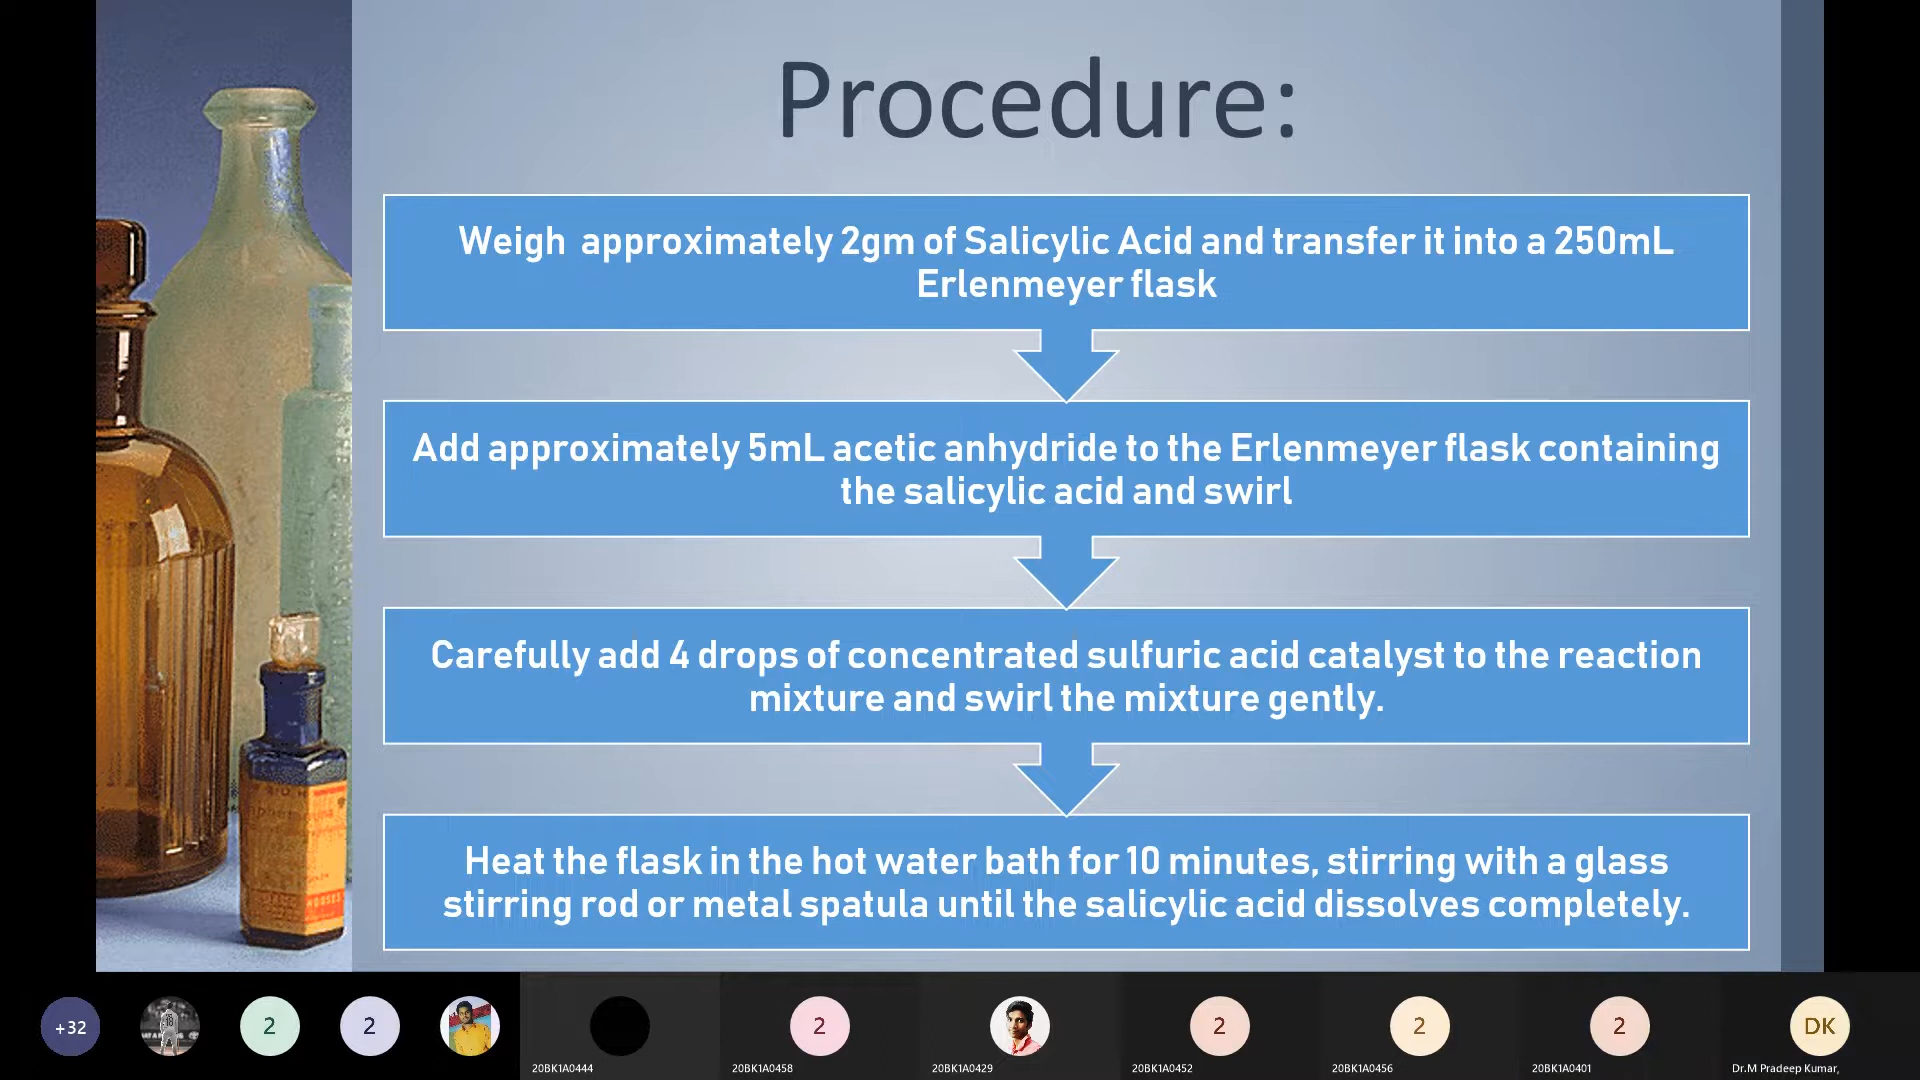 Procedure:
Weigh approximately 2gm of Salicylic Acid and transfer it into a 250mL
Erlenmeyer flask
Add approximately 5mL acetic anhydride to the Erlenmeyer flask containing
the salicylic acid and swirl
Carefully add 4 drops of concentrated sulfuric acid catalyst to the reaction
mixture and swirl the mixture gently.
Heat the flask in the hot water bath for 10 minutes, stirring with a glass
stirring rod or metal spatula until the salicylic acid dissolves completely.
+32
2
2
2
2
2
2
DK
20BK1A0444
20BK1A0458
20BK1A0429
20BK1A0452
20BK1A0456
20BK1A0401
Dr.M Pradeep Kumar,